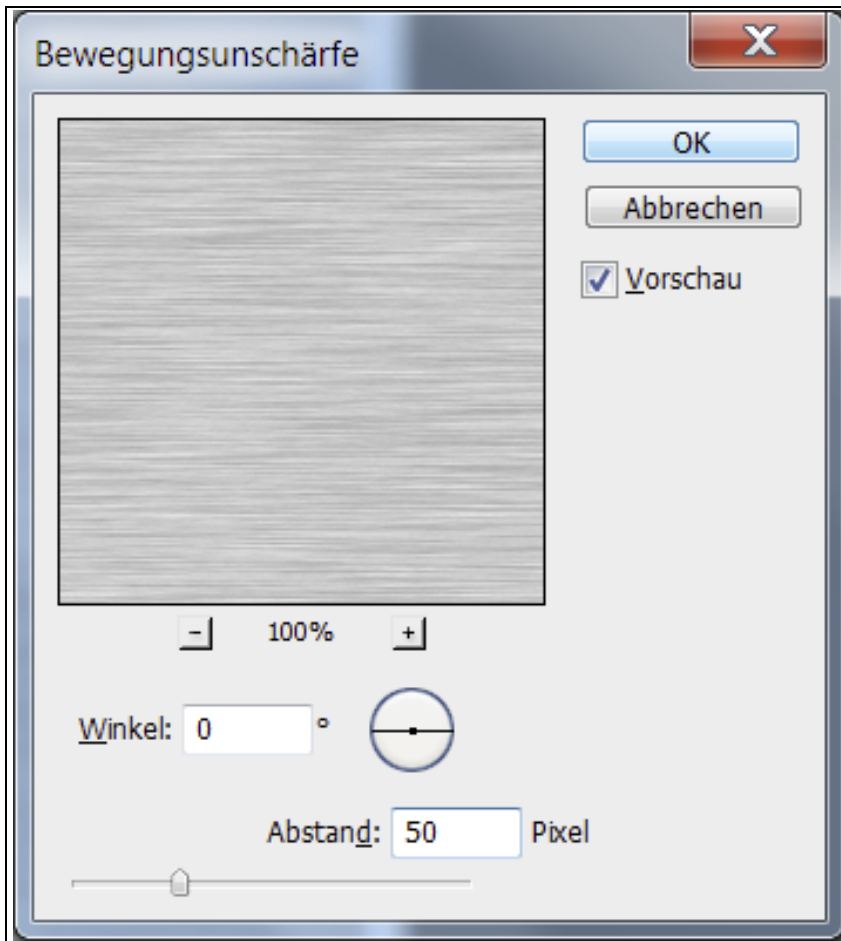 Bewegungsunschärfe
OK
Abbrechen
Vorschau
- 100% +
Winkel: 0 °
Abstand: 50 Pixel